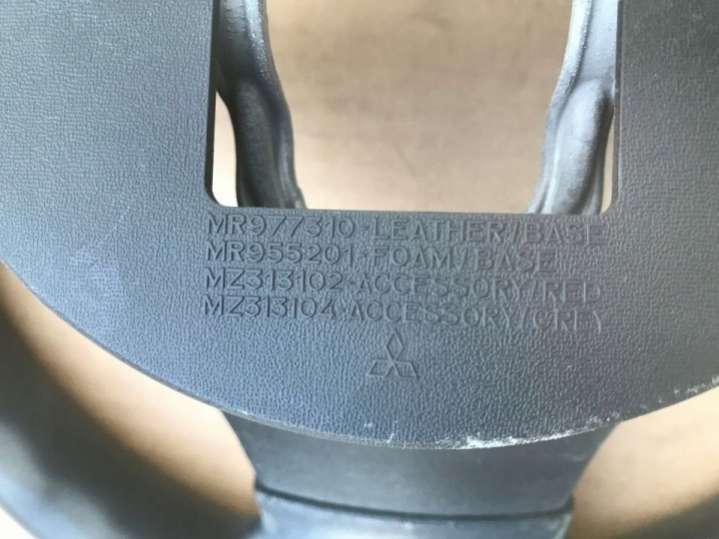 MR977310-LEATHER/BASE
MR955201-FOAM/BASE
MZ313102-ACCESSORY/RED
MZ313104-ACCESSORY/GREY